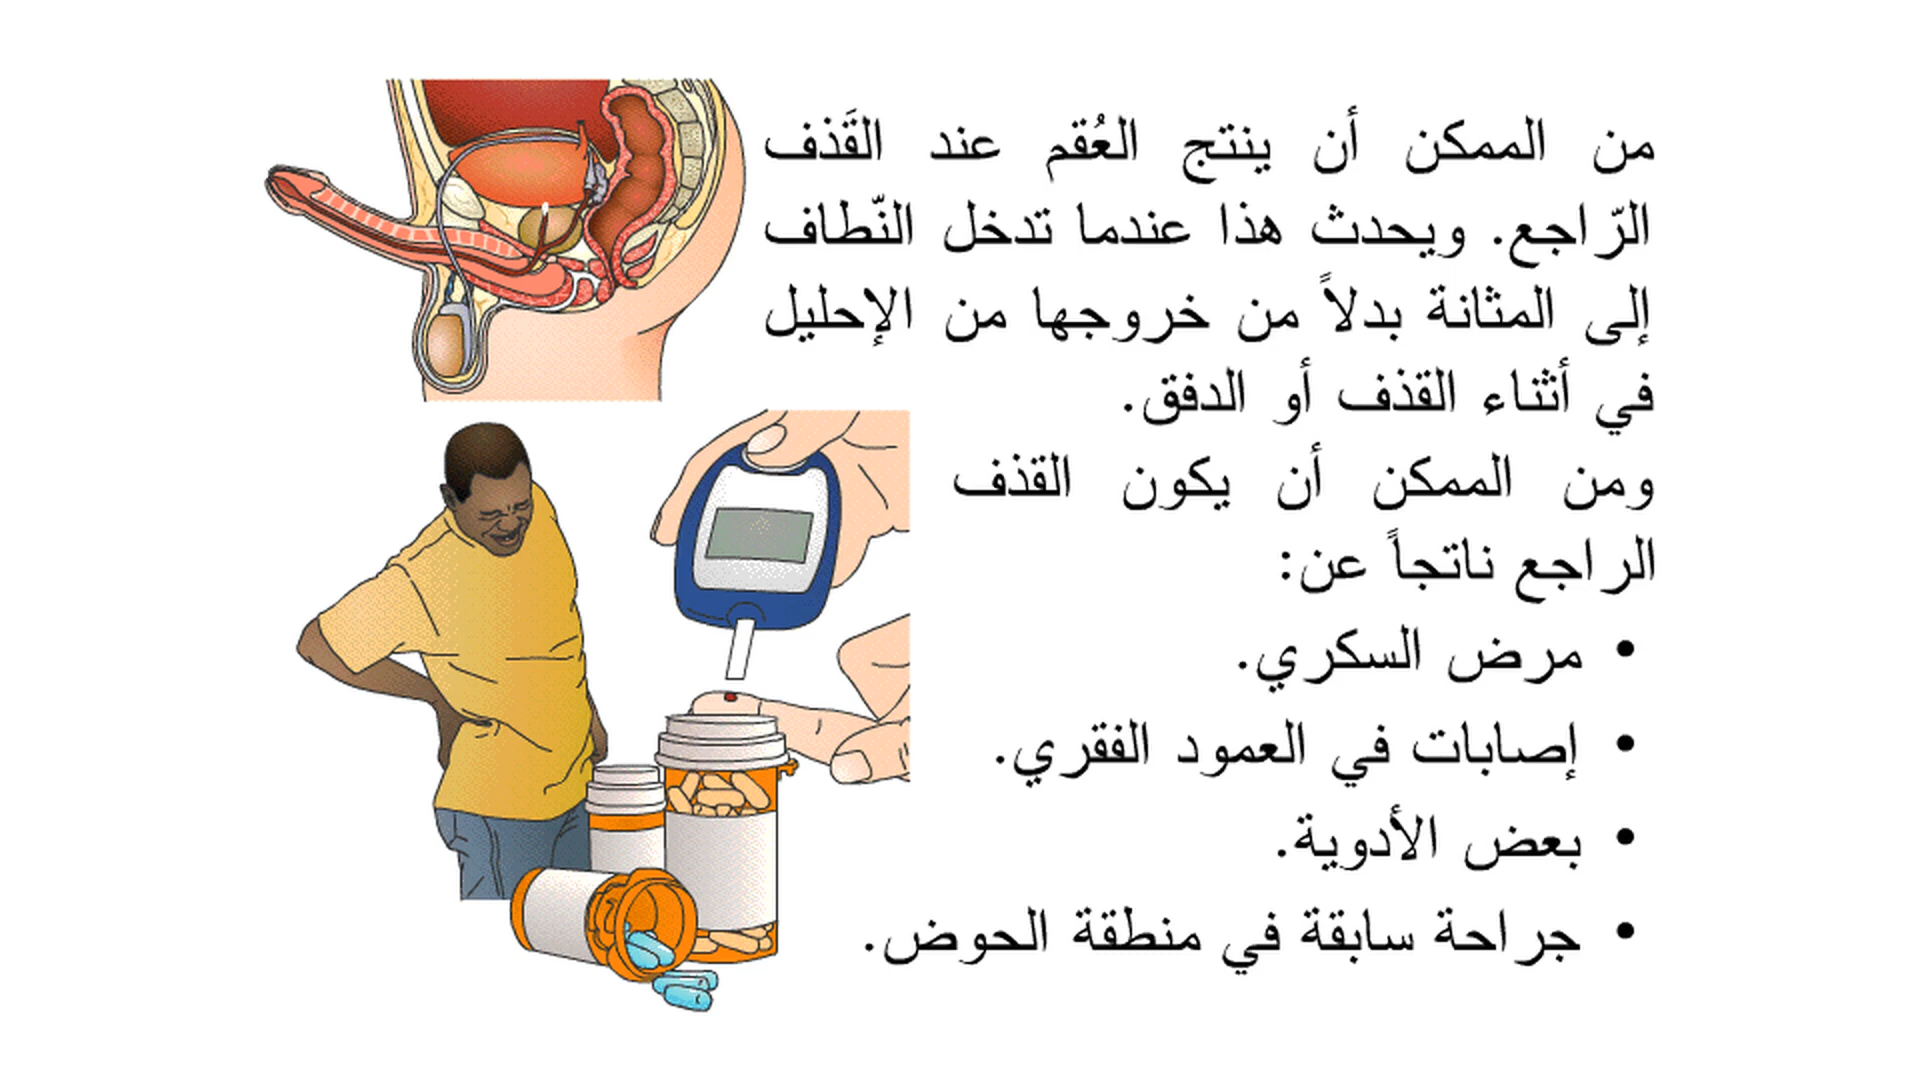 من الممكن أن ينتج العُقم عند القَذف
الرّاجع. ويحدث هذا عندما تدخل النّطاف
إلى المثانة بدلاً من خروجها من الإحليل
في أثناء القذف أو الدفق.
ومن الممكن أن يكون القذف
الراجع ناتجاً عن:
• مرض السكري.
• إصابات في العمود الفقري.
• بعض الأدوية.
• جراحة سابقة في منطقة الحوض.